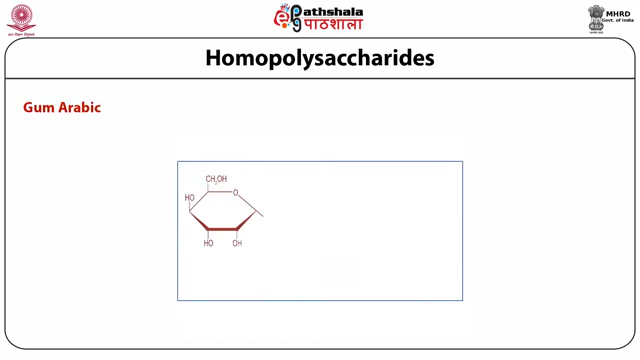 ePathshala
पाठशाला
MHRD
Govt. of India
Homopolysaccharides
Gum Arabic
CH₂OH
O
HO
HO
OH